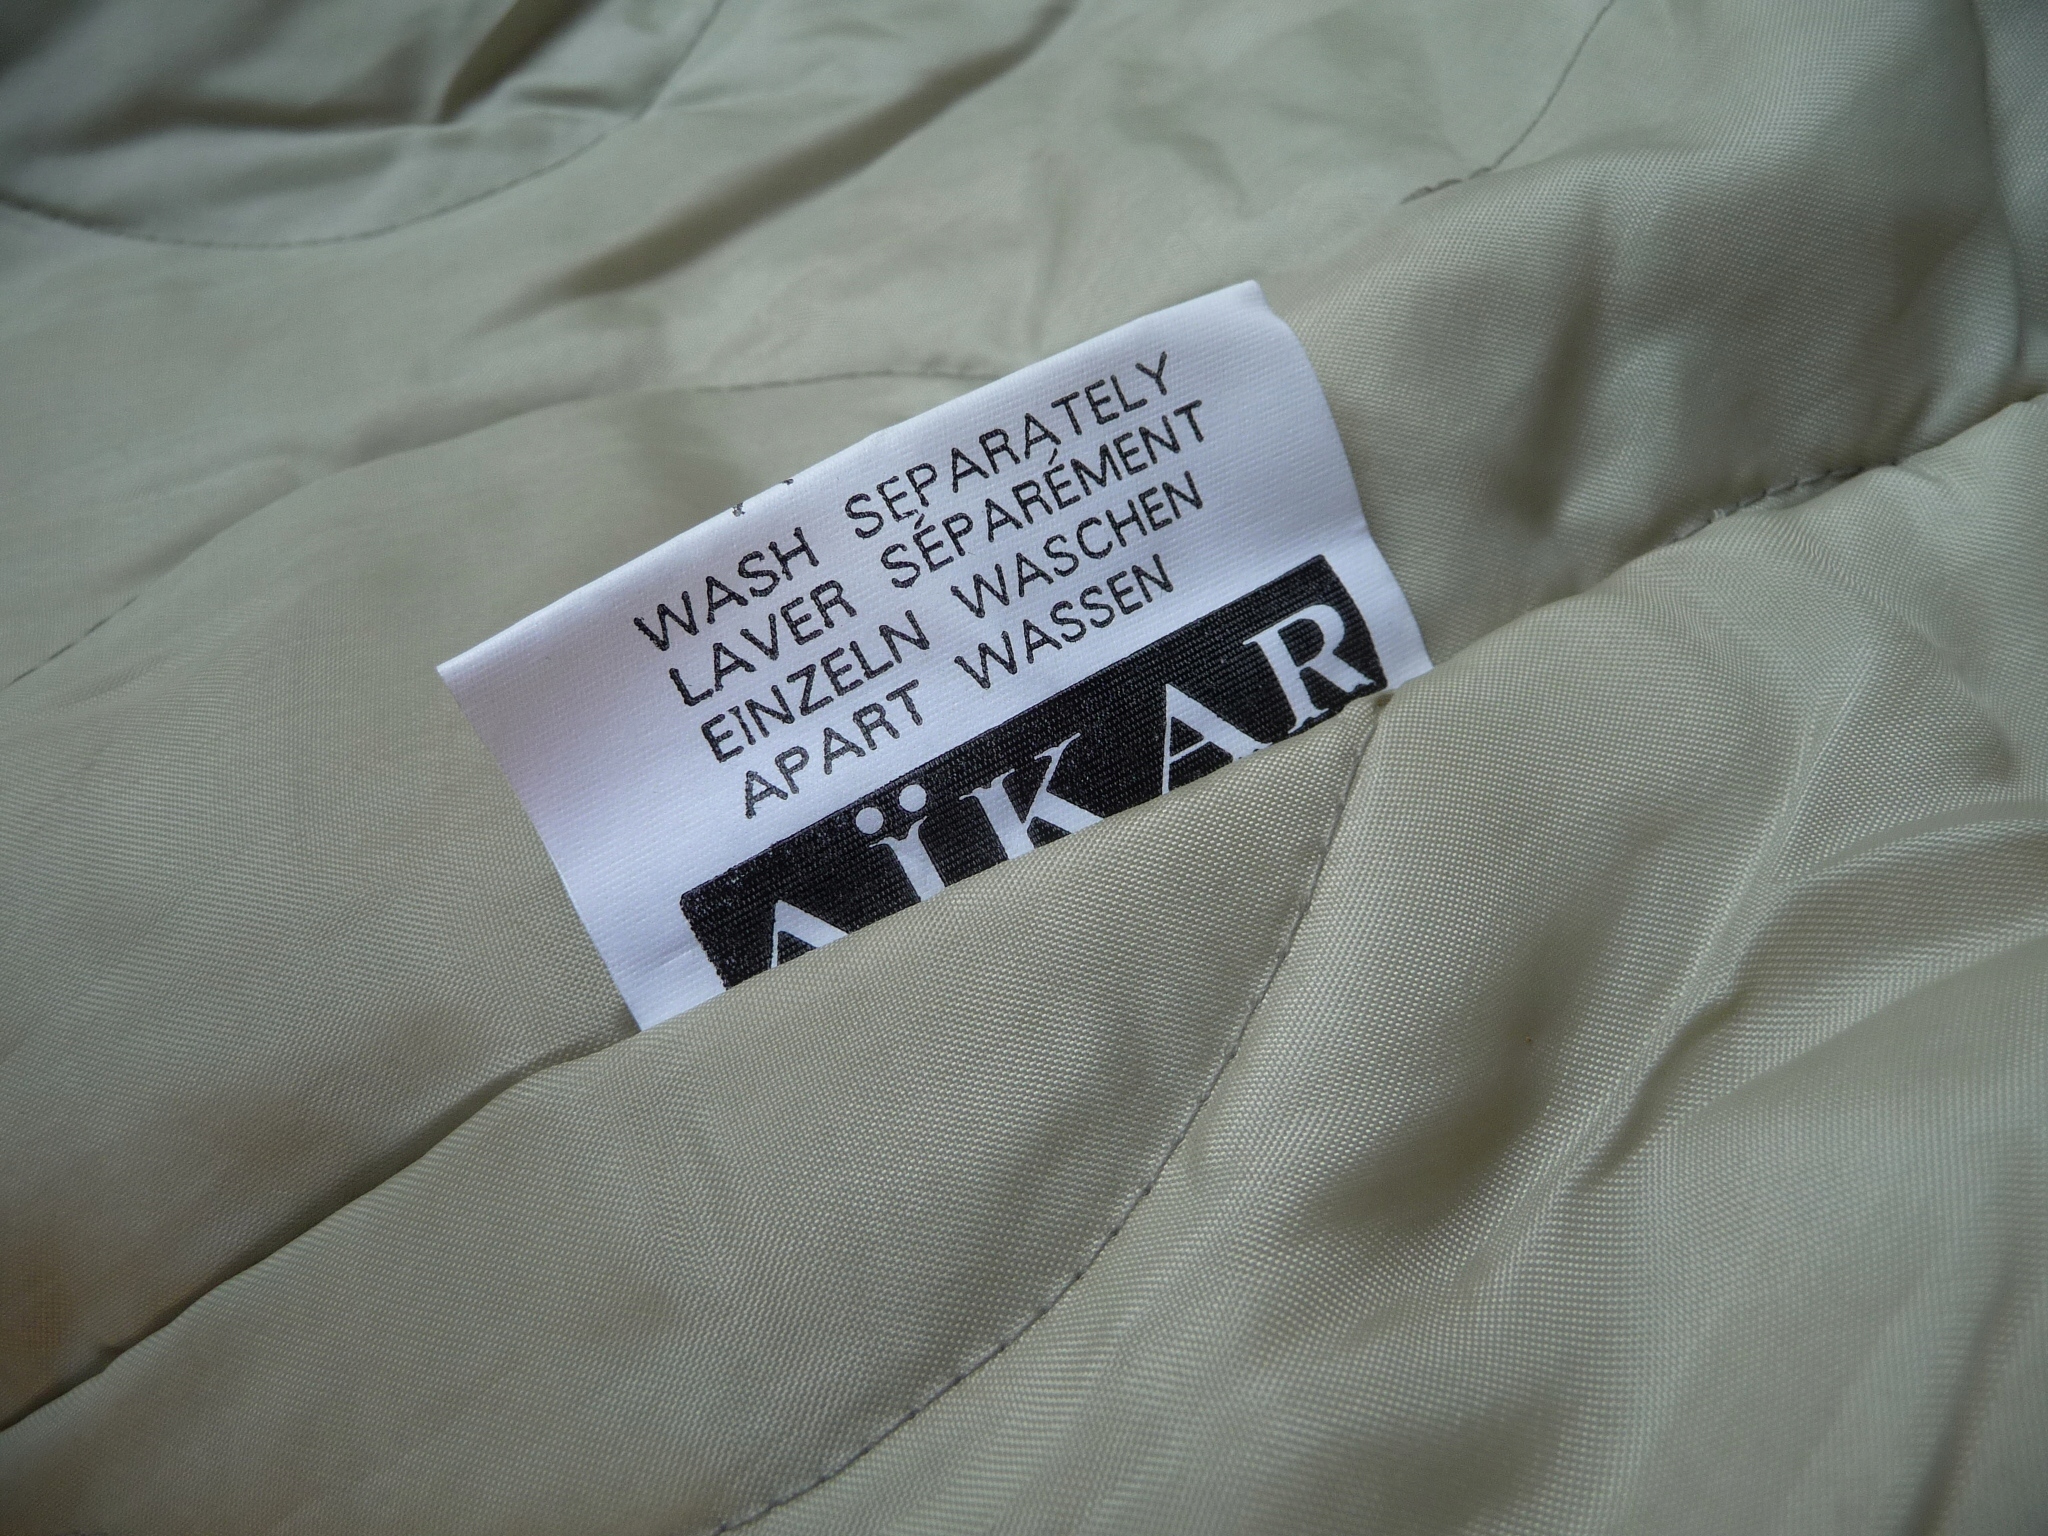 WASH SEPARATELY
LAVER SÉPARÉMENT
EINZELN WASCHEN
APART WASSEN
AïKAR